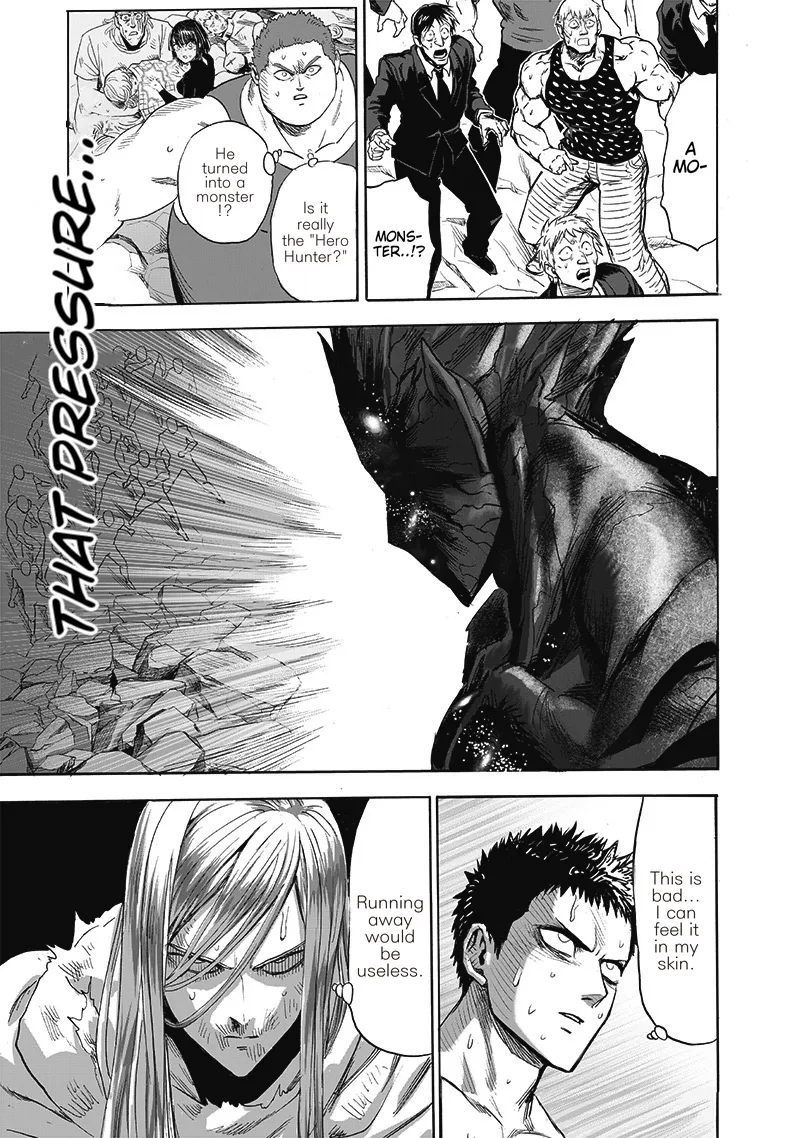 A
MO-
MONS-
TER..!?
Is it
really
the "Hero
Hunter?"
He
turned
into a
monster
!?
THAT PRESSURE...
This is
bad...
I can
feel it
in my
skin.
Running
away
would
be
useless.